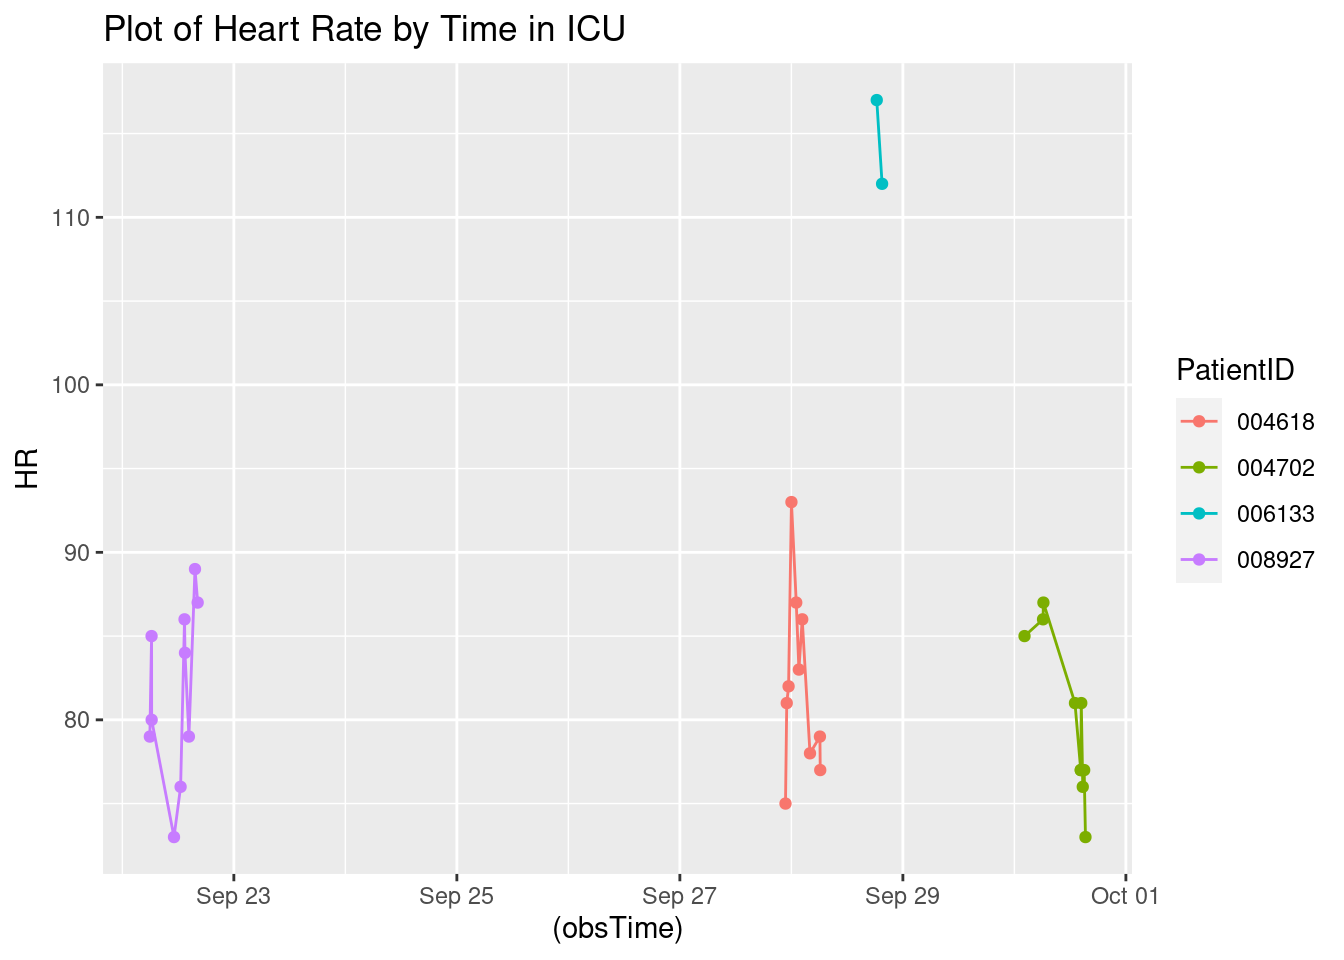 Plot of Heart Rate by Time in ICU
110
100
90
80
HR
Sep 23
Sep 25
Sep 27
Sep 29
Oct 01
(obsTime)
PatientID
004618
004702
006133
008927